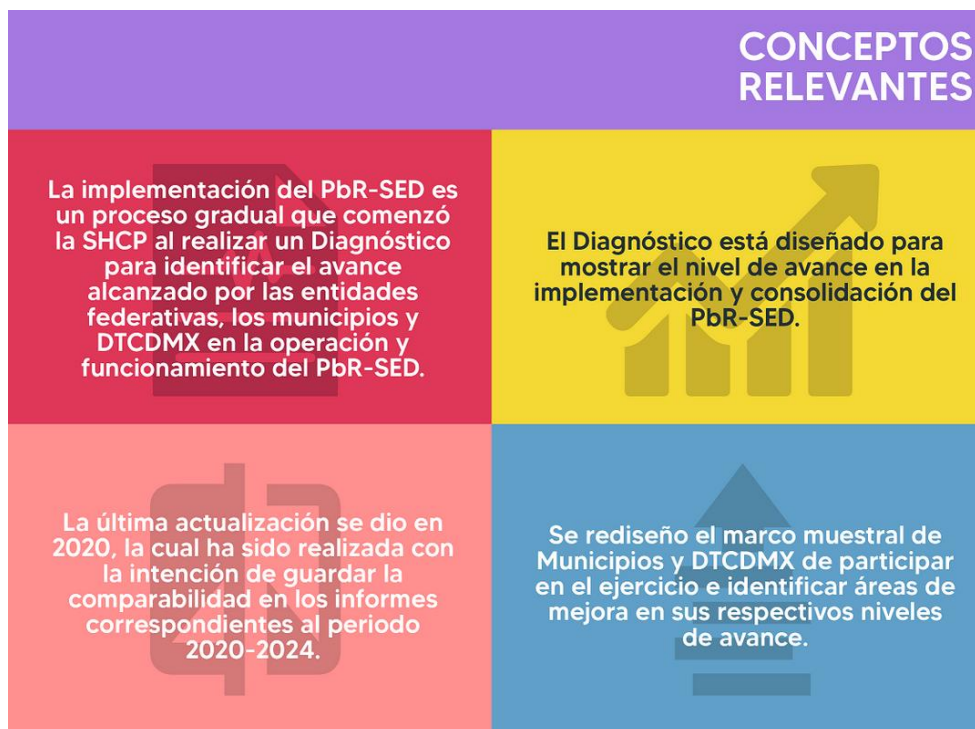 CONCEPTOS
RELEVANTES
La implementación del PbR-SED es
un proceso gradual que comenzó
la SHCP al realizar un Diagnóstico
para identificar el avance
alcanzado por las entidades
federativas, los municipios y
DTCDMX en la operación y
funcionamiento del PbR-SED.
El Diagnóstico está diseñado para
mostrar el nivel de avance en la
implementación y consolidación del
PbR-SED.
La última actualización se dio en
2020, la cual ha sido realizada con
la intención de guardar la
comparabilidad en los informes
correspondientes al periodo
2020-2024.
Se rediseño el marco muestral de
Municipios y DTCDMX de participar
en el ejercicio e identificar áreas de
mejora en sus respectivos niveles
de avance.